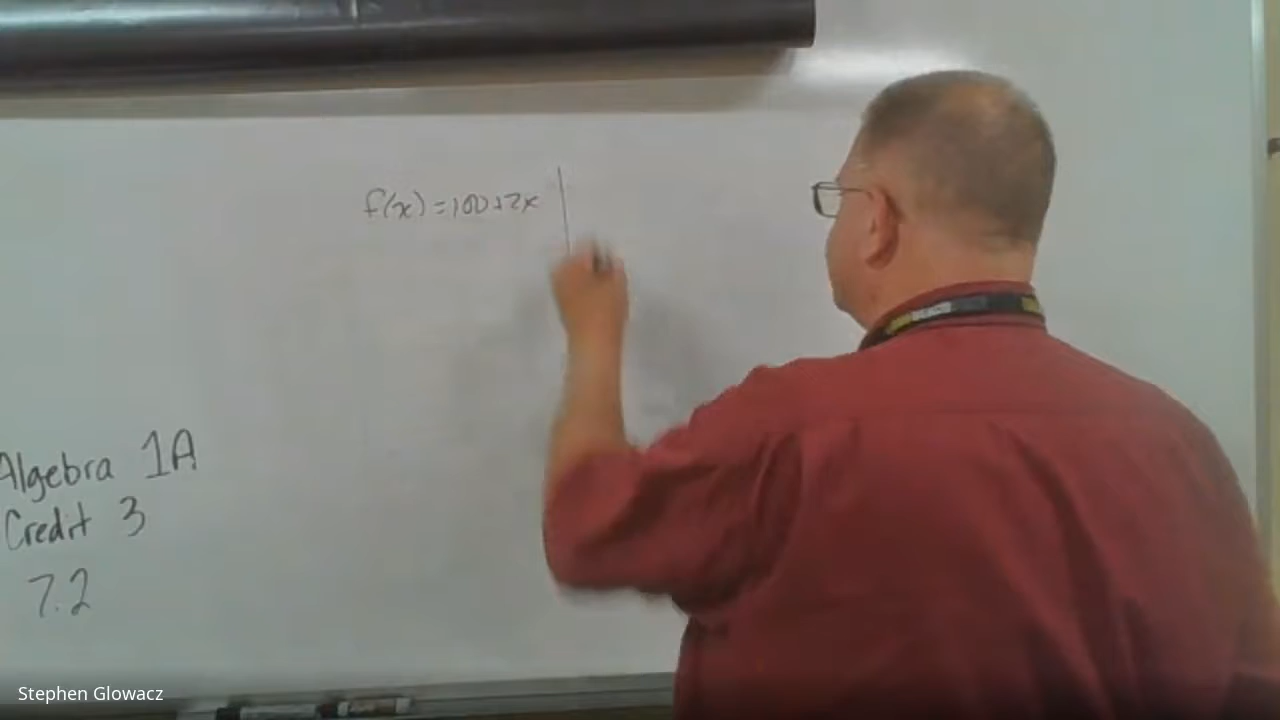 f(x) = 100+2x
Algebra 1A
Credit 3
7.2
Stephen Glowacz